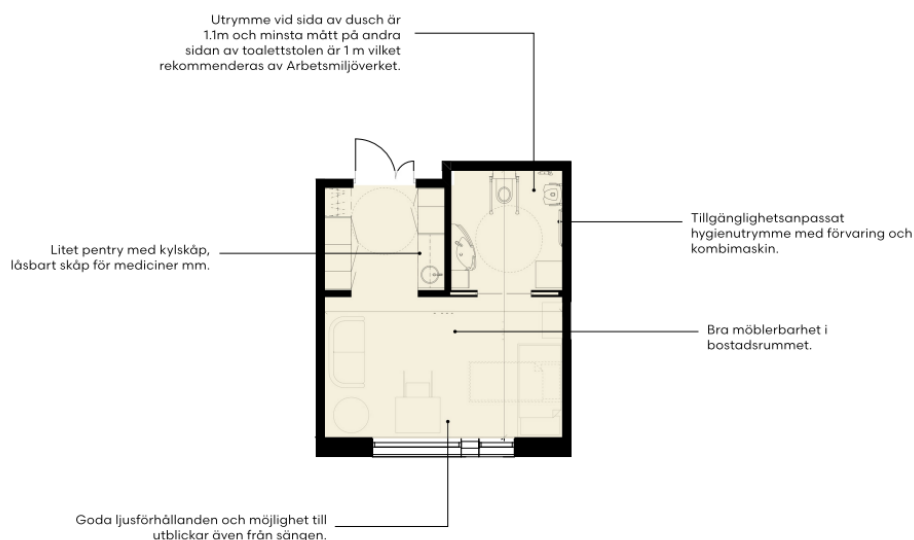 Utrymme vid sida av dusch är
1.1m och minsta mått på andra
sidan av toalettstolen är 1 m vilket
rekommenderas av Arbetsmiljöverket.
Litet pentry med kylskåp,
låsbart skåp för mediciner mm.
Tillgänglighetsanpassat
hygienutrymme med förvaring och
kombimaskin.
Bra möblerbarhet i
bostadsrummet.
Goda ljusförhållanden och möjlighet till
utblickar även från sängen.